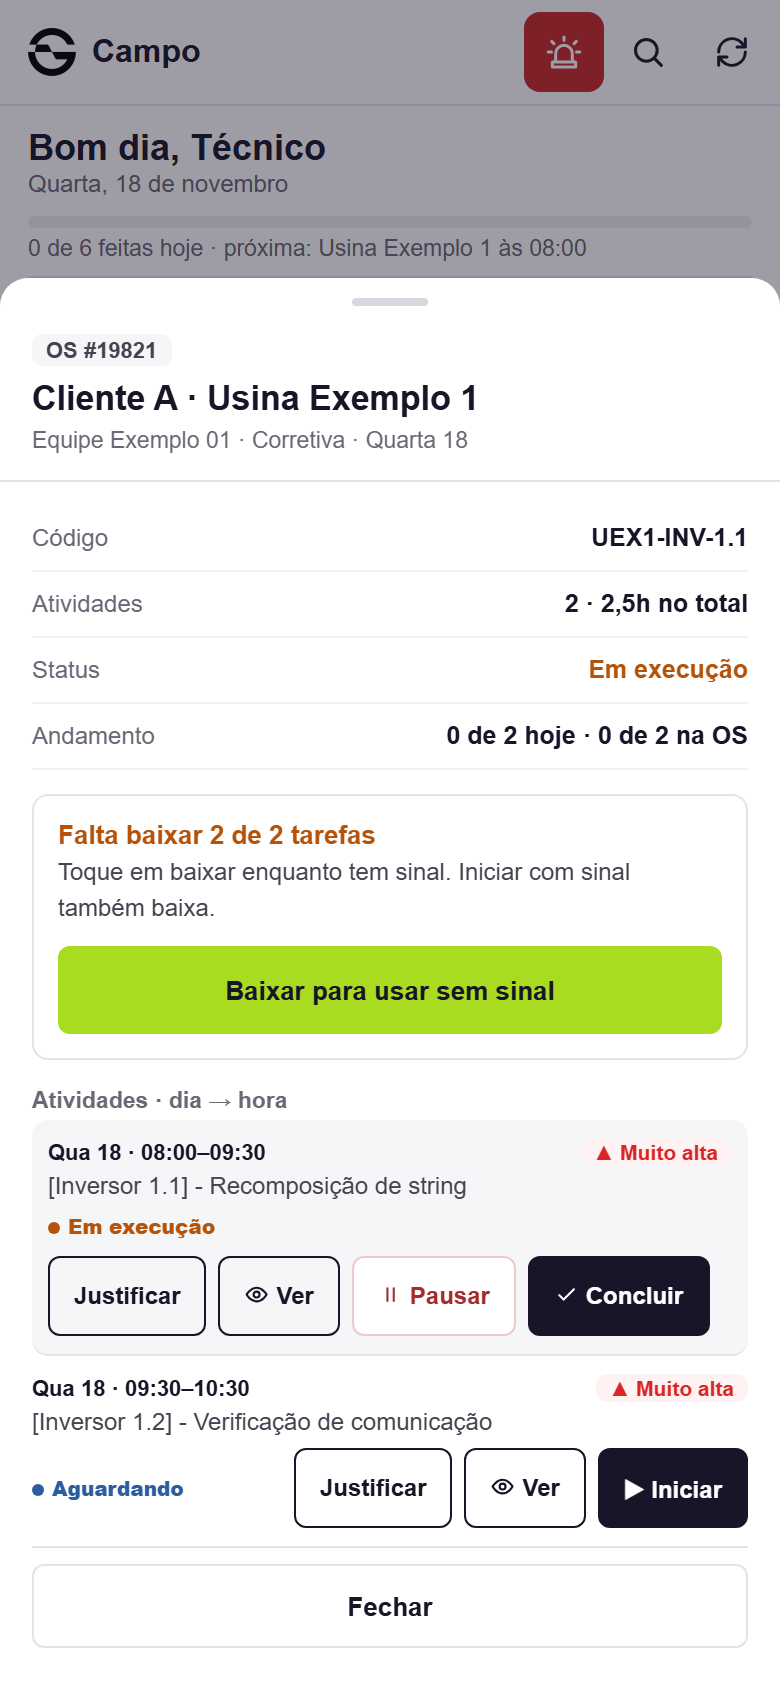 Campo
Bom dia, Técnico
Quarta, 18 de novembro
0 de 6 feitas hoje · próxima: Usina Exemplo 1 às 08:00
OS #19821
Cliente A · Usina Exemplo 1
Equipe Exemplo 01 · Corretiva · Quarta 18
Código UEX1-INV-1.1
Atividades 2 · 2,5h no total
Status Em execução
Andamento 0 de 2 hoje · 0 de 2 na OS
Falta baixar 2 de 2 tarefas
Toque em baixar enquanto tem sinal. Iniciar com sinal
também baixa.
Baixar para usar sem sinal
Atividades · dia → hora
Qua 18 · 08:00–09:30 ▲ Muito alta
[Inversor 1.1] - Recomposição de string
Em execução
Justificar Ver Pausar Concluir
Qua 18 · 09:30–10:30 ▲ Muito alta
[Inversor 1.2] - Verificação de comunicação
Aguardando Justificar Ver Iniciar
Fechar